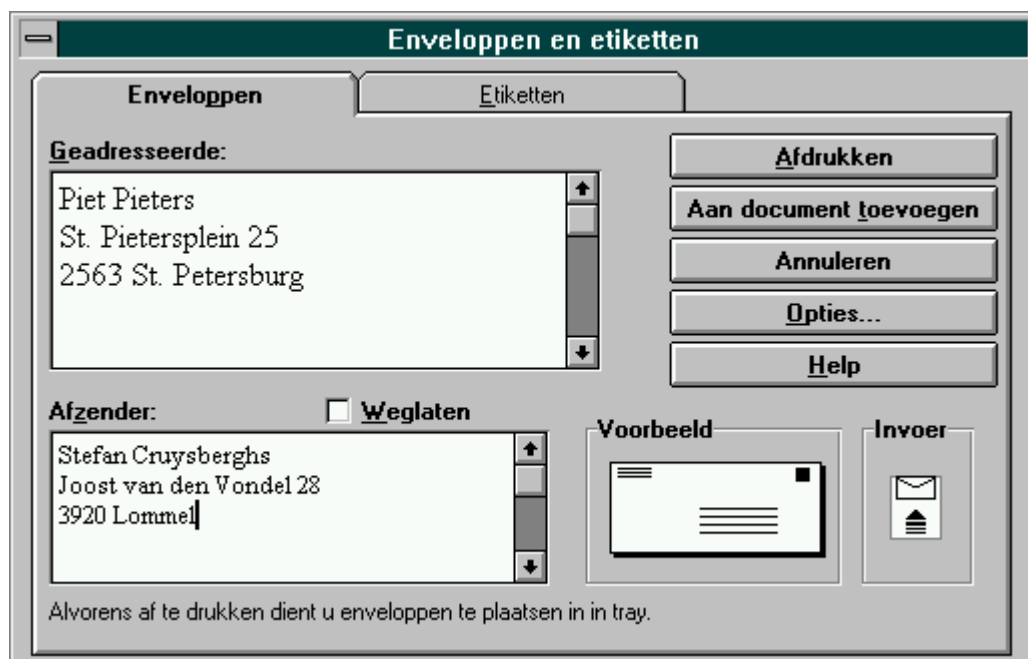 Enveloppen en etiketten
Enveloppen
Etiketten
Geadresseerde:
Piet Pieters
St. Pietersplein 25
2563 St. Petersburg
Afdrukken
Aan document toevoegen
Annuleren
Opties...
Help
Afzender:
Weglaten
Stefan Cruysberghs
Joost van den Vondel 28
3920 Lommel
Voorbeeld
Invoer
Alvorens af te drukken dient u enveloppen te plaatsen in in tray.